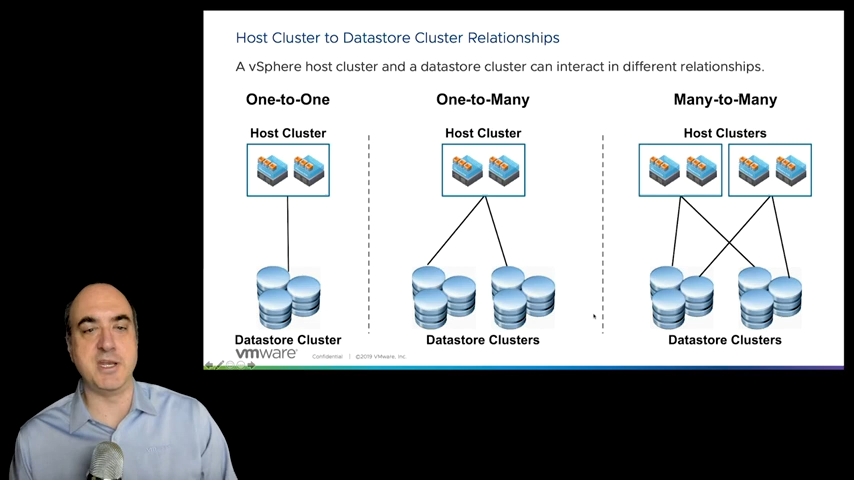 Host Cluster to Datastore Cluster Relationships
A vSphere host cluster and a datastore cluster can interact in different relationships.
One-to-One
One-to-Many
Many-to-Many
Host Cluster
Host Cluster
Host Clusters
Datastore Cluster
Datastore Clusters
Datastore Clusters
vmware Confidential | ©2019 VMware, Inc.